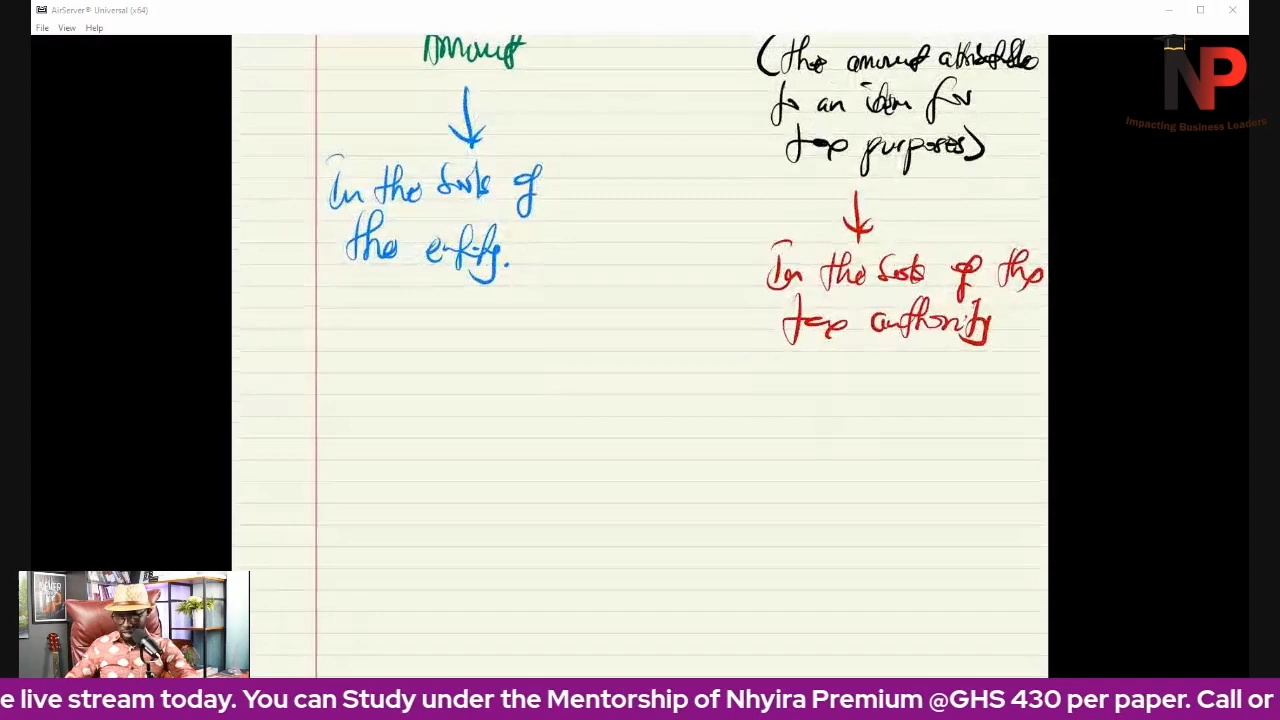 AirServer® Universal (x64)
File View Help
Amount
In the books of
the entity.
(the amount attributable
to an item for
tax purposes)
In the books of the
tax authority
NP
Impacting Business Leaders
e live stream today. You can Study under the Mentorship of Nhyira Premium @GHS 430 per paper. Call or